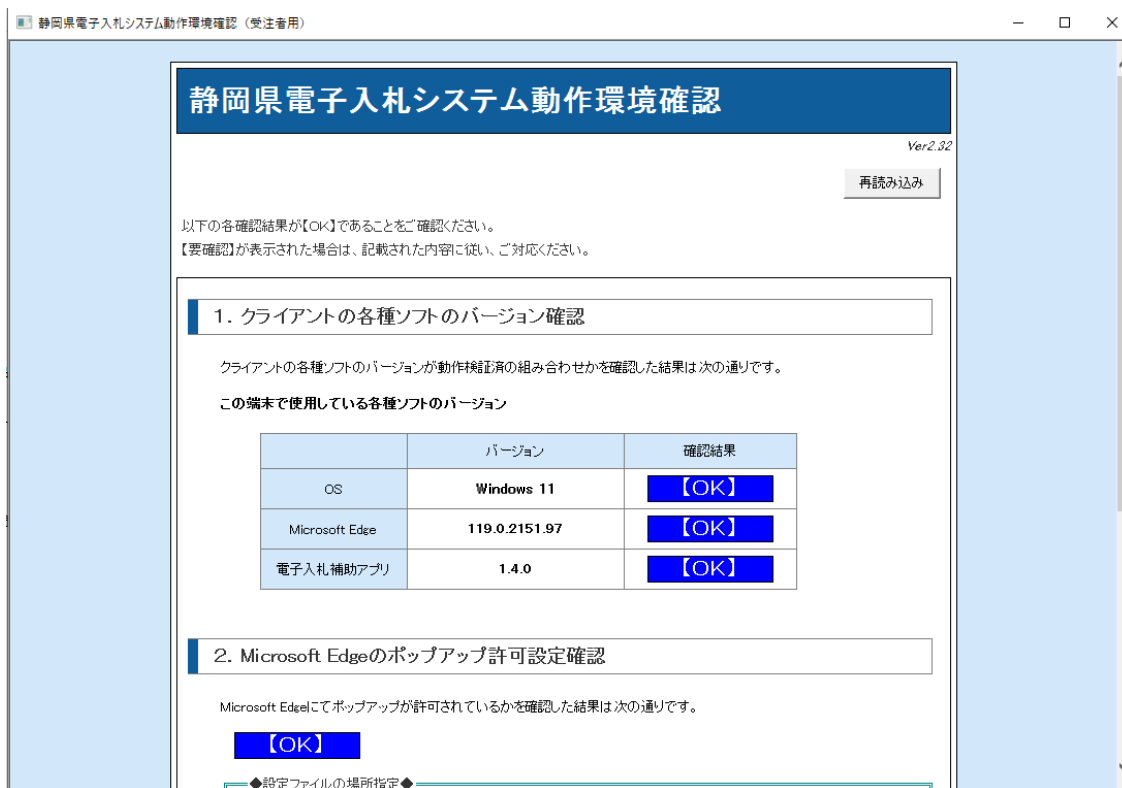 静岡県電子入札システム動作環境確認（受注者用）
静岡県電子入札システム動作環境確認
Ver2.32
再読み込み
以下の各確認結果が【OK】であることをご確認ください。
【要確認】が表示された場合は、記載された内容に従い、ご対応ください。
1. クライアントの各種ソフトのバージョン確認
クライアントの各種ソフトのバージョンが動作検証済の組み合わせかを確認した結果は次の通りです。
この端末で使用している各種ソフトのバージョン
バージョン 確認結果
OS Windows 11 【OK】
Microsoft Edge 119.0.2151.97 【OK】
電子入札補助アプリ 1.4.0 【OK】
2. Microsoft Edgeのポップアップ許可設定確認
Microsoft Edgeにてポップアップが許可されているかを確認した結果は次の通りです。
【OK】
◆設定ファイルの場所指定◆